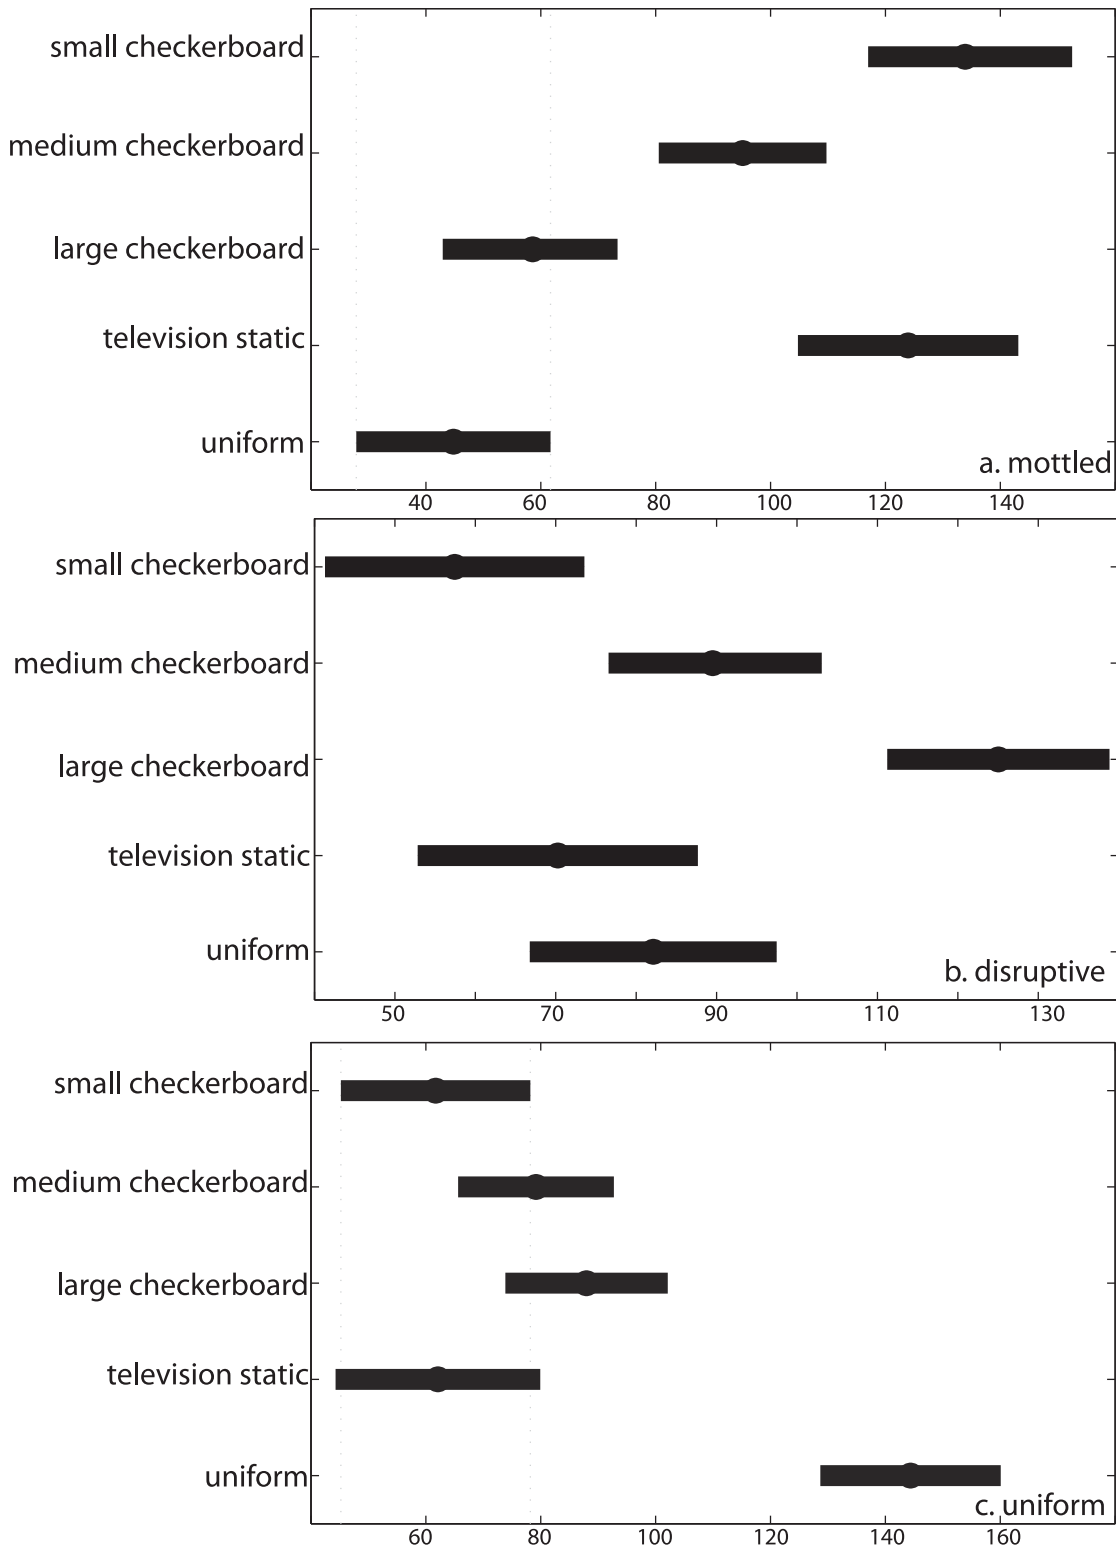 small checkerboard
medium checkerboard
large checkerboard
television static
uniform
a. mottled
40 60 80 100 120 140
small checkerboard
medium checkerboard
large checkerboard
television static
uniform
b. disruptive
50 70 90 110 130
small checkerboard
medium checkerboard
large checkerboard
television static
uniform
c. uniform
60 80 100 120 140 160